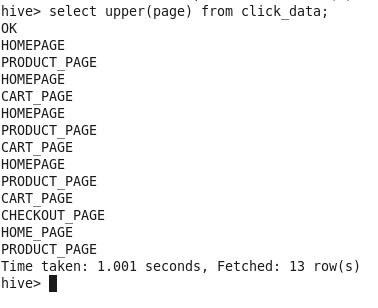 hive> select upper(page) from click_data;
OK
HOMEPAGE
PRODUCT_PAGE
HOMEPAGE
CART_PAGE
HOMEPAGE
PRODUCT_PAGE
CART_PAGE
HOMEPAGE
PRODUCT_PAGE
CART_PAGE
CHECKOUT_PAGE
HOME_PAGE
PRODUCT_PAGE
Time taken: 1.001 seconds, Fetched: 13 row(s)
hive>